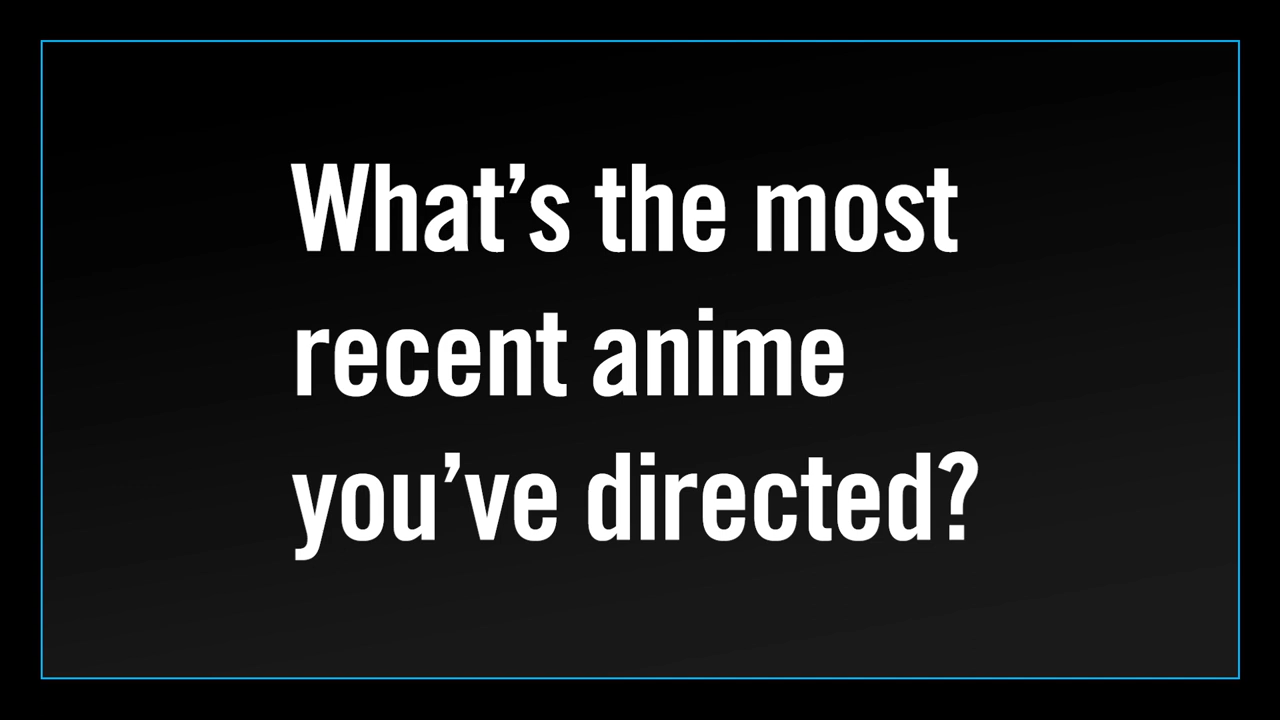 What’s the most
recent anime
you’ve directed?